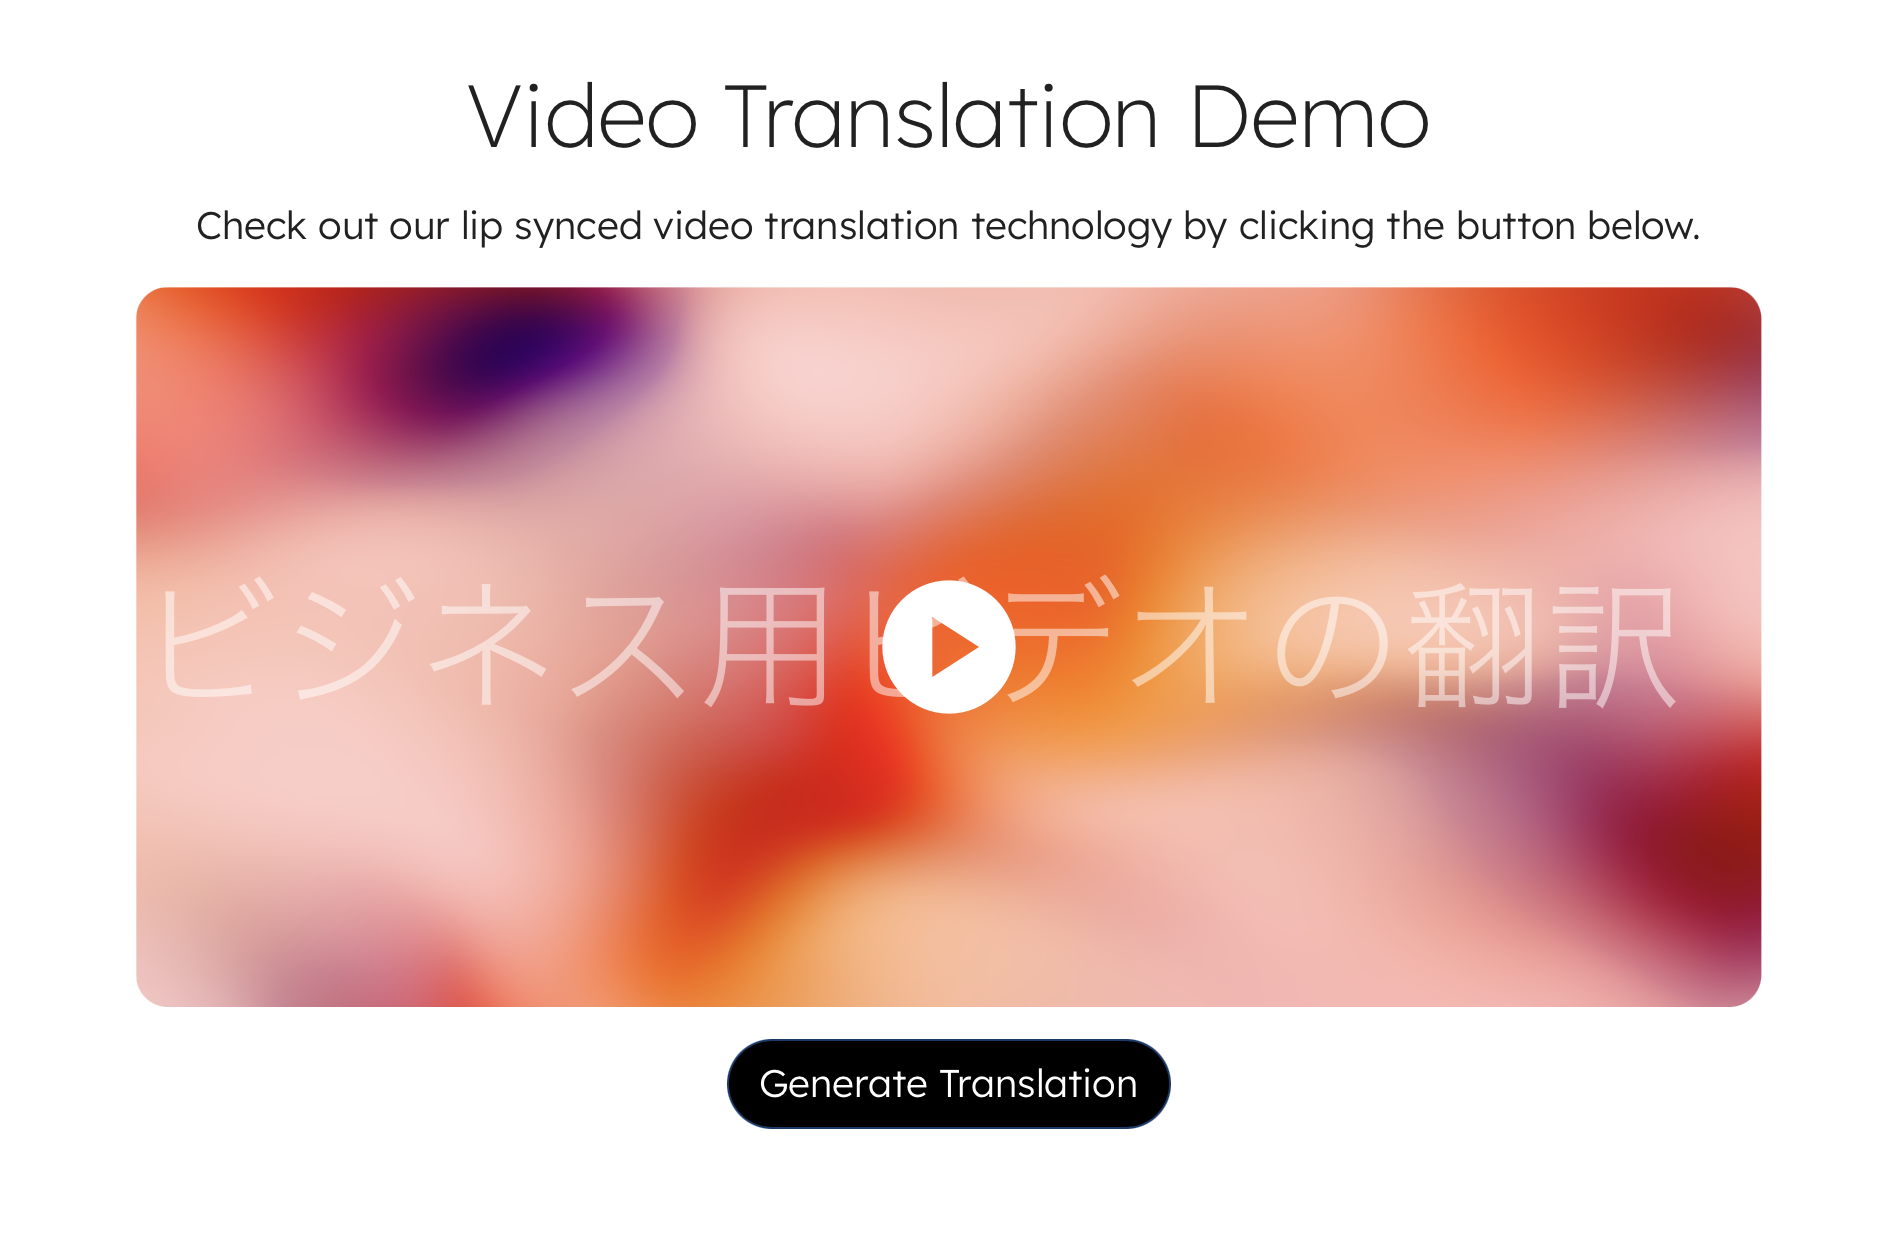 Video Translation Demo
Check out our lip synced video translation technology by clicking the button below.
ビジネス用ビデオの翻訳
Generate Translation